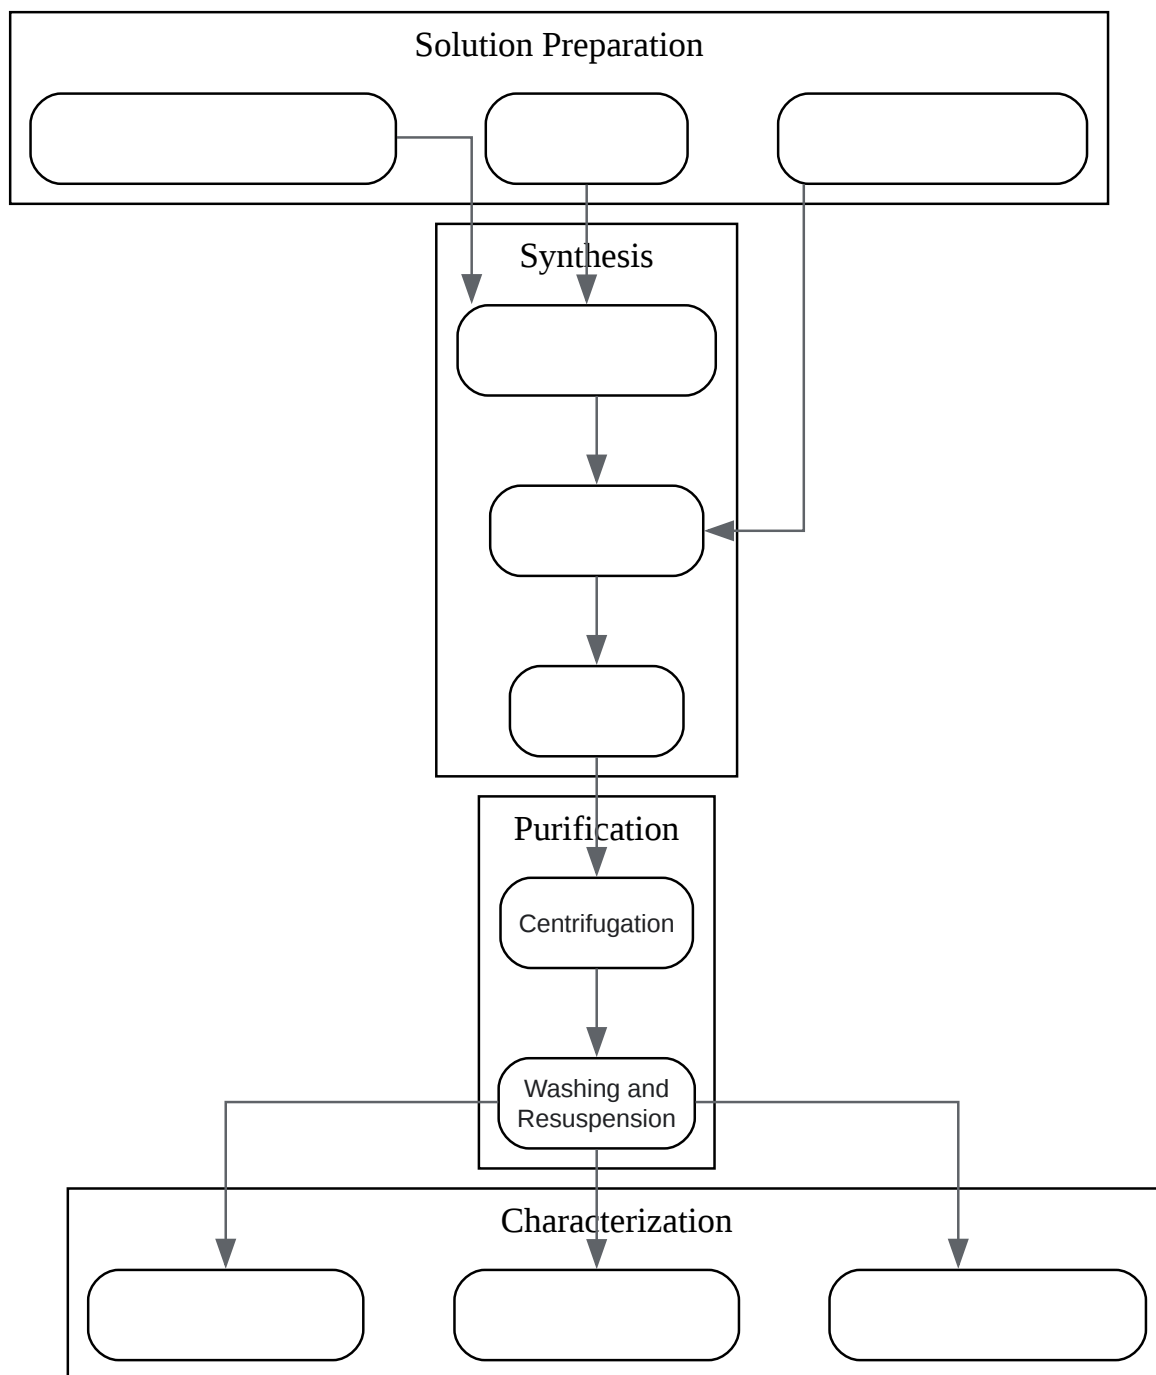 Solution Preparation
Synthesis
Purification
Centrifugation
Washing and
Resuspension
Characterization